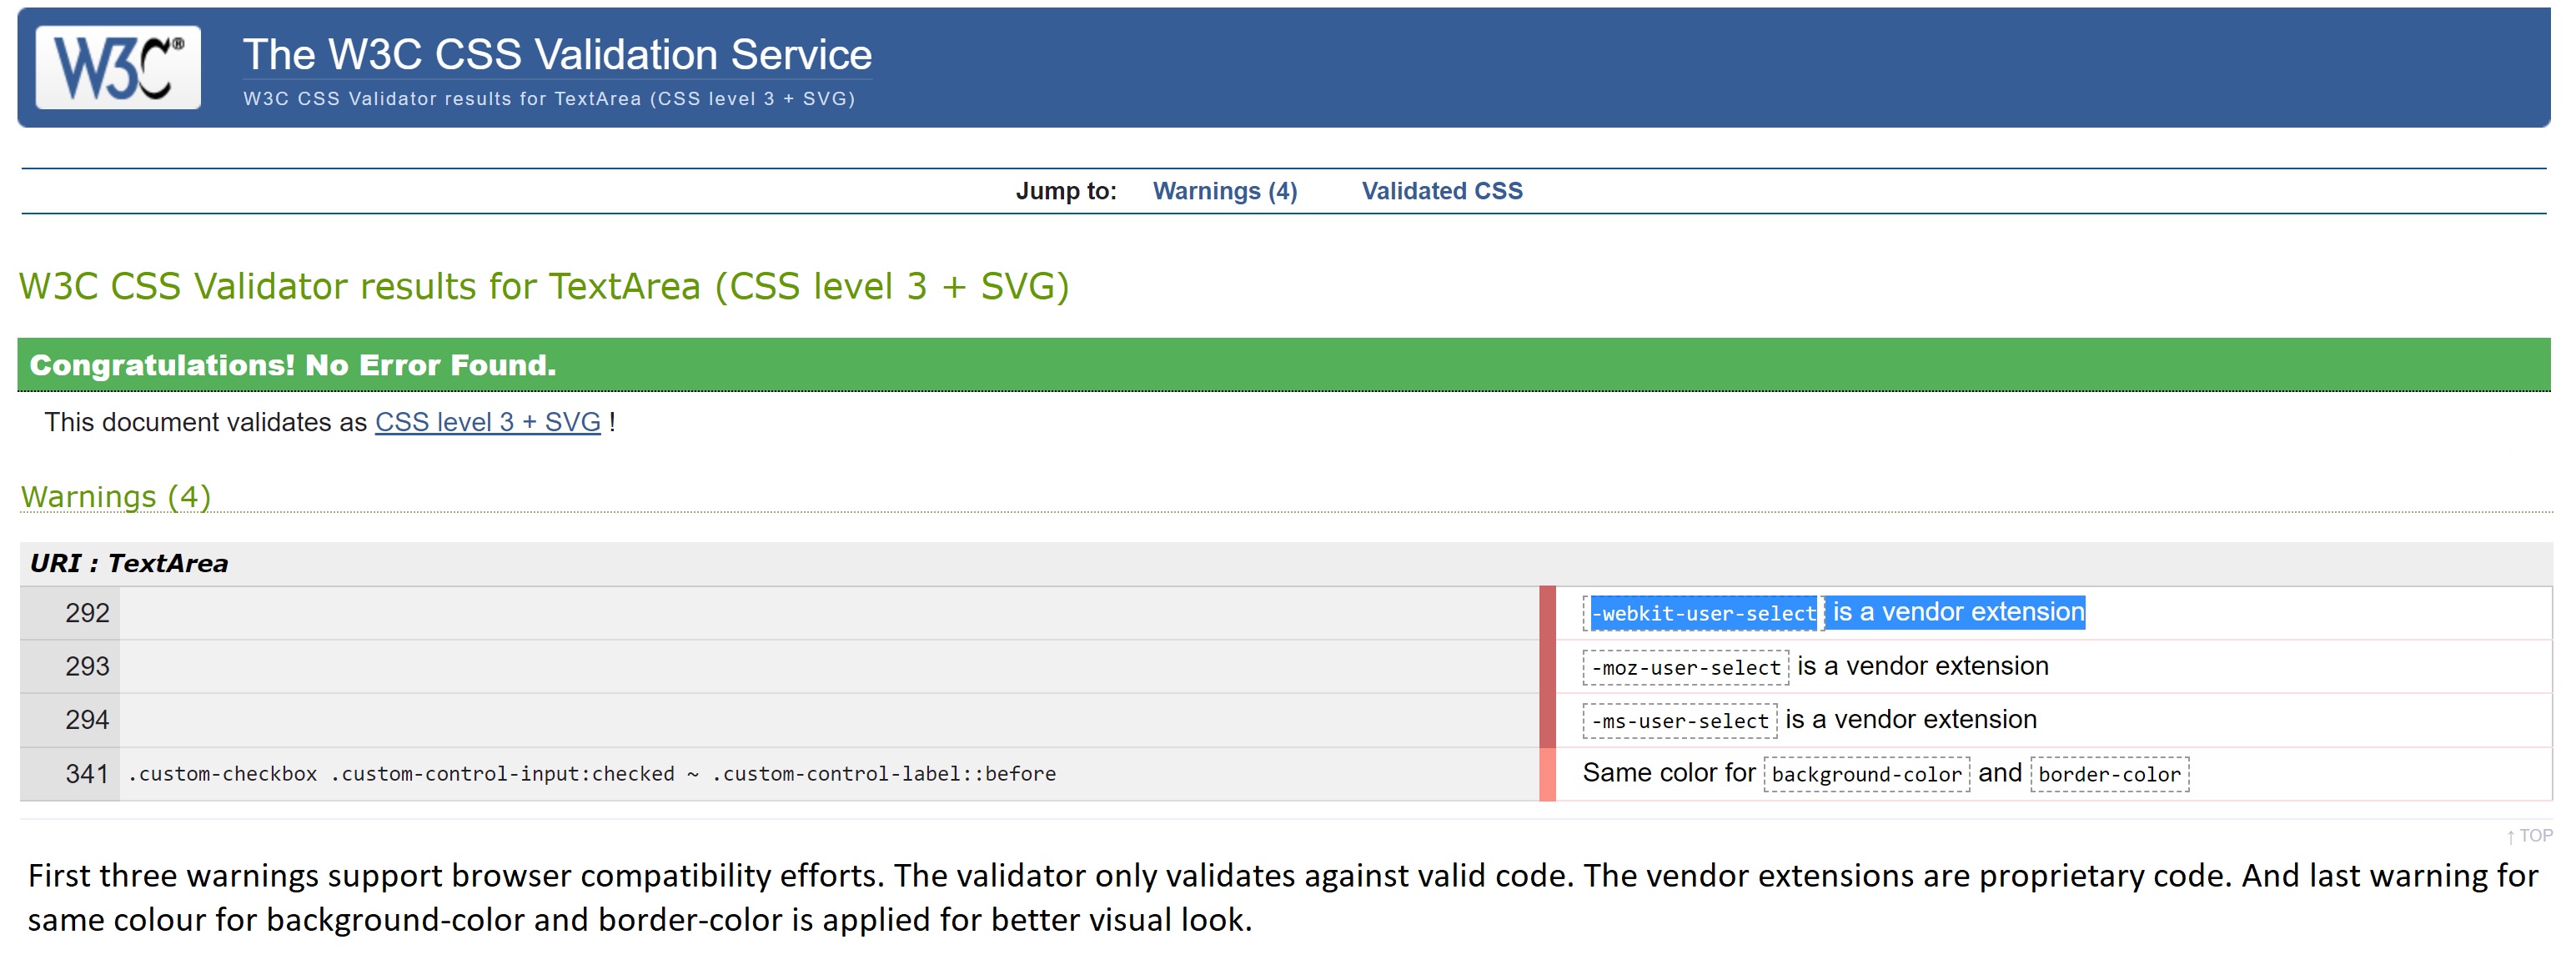 W3C®
The W3C CSS Validation Service
W3C CSS Validator results for TextArea (CSS level 3 + SVG)
Jump to: Warnings (4) Validated CSS
W3C CSS Validator results for TextArea (CSS level 3 + SVG)
Congratulations! No Error Found.
This document validates as CSS level 3 + SVG !
Warnings (4)
URI : TextArea
292 -webkit-user-select is a vendor extension
293 -moz-user-select is a vendor extension
294 -ms-user-select is a vendor extension
341 .custom-checkbox .custom-control-input:checked ~ .custom-control-label::before Same color for background-color and border-color
↑ TOP
First three warnings support browser compatibility efforts. The validator only validates against valid code. The vendor extensions are proprietary code. And last warning for
same colour for background-color and border-color is applied for better visual look.